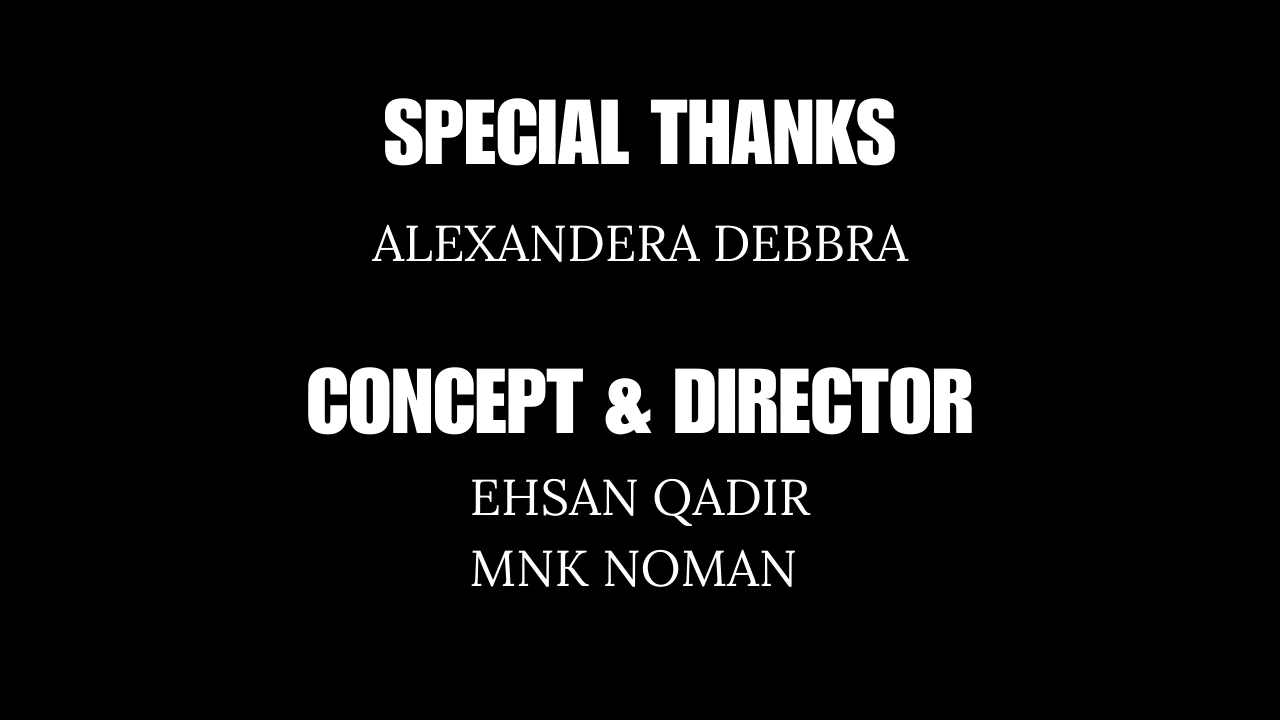 SPECIAL THANKS
ALEXANDERA DEBBRA
CONCEPT & DIRECTOR
EHSAN QADIR
MNK NOMAN